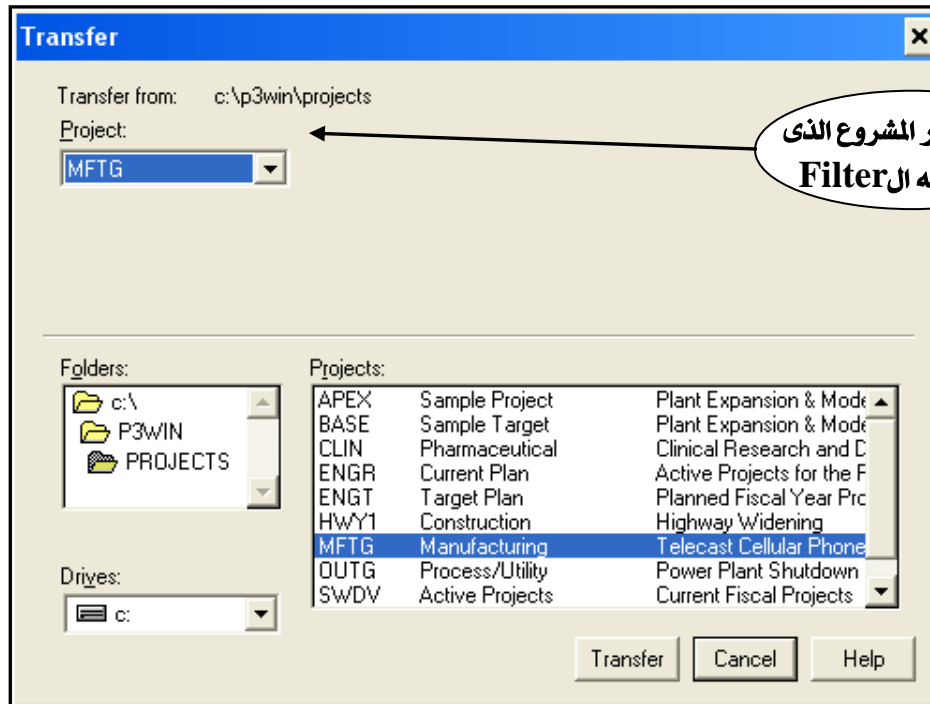 Transfer
Transfer from: c:\p3win\projects
Project:
MFTG
المشروع الذى
الFilter
Folders:
c:\
P3WIN
PROJECTS
Drives:
c:
Projects:
APEX Sample Project Plant Expansion & Mode
BASE Sample Target Plant Expansion & Mode
CLIN Pharmaceutical Clinical Research and D
ENGR Current Plan Active Projects for the F
ENGT Target Plan Planned Fiscal Year Pro
HWY1 Construction Highway Widening
MFTG Manufacturing Telecast Cellular Phone
OUTG Process/Utility Power Plant Shutdown
SWDV Active Projects Current Fiscal Projects
Transfer Cancel Help